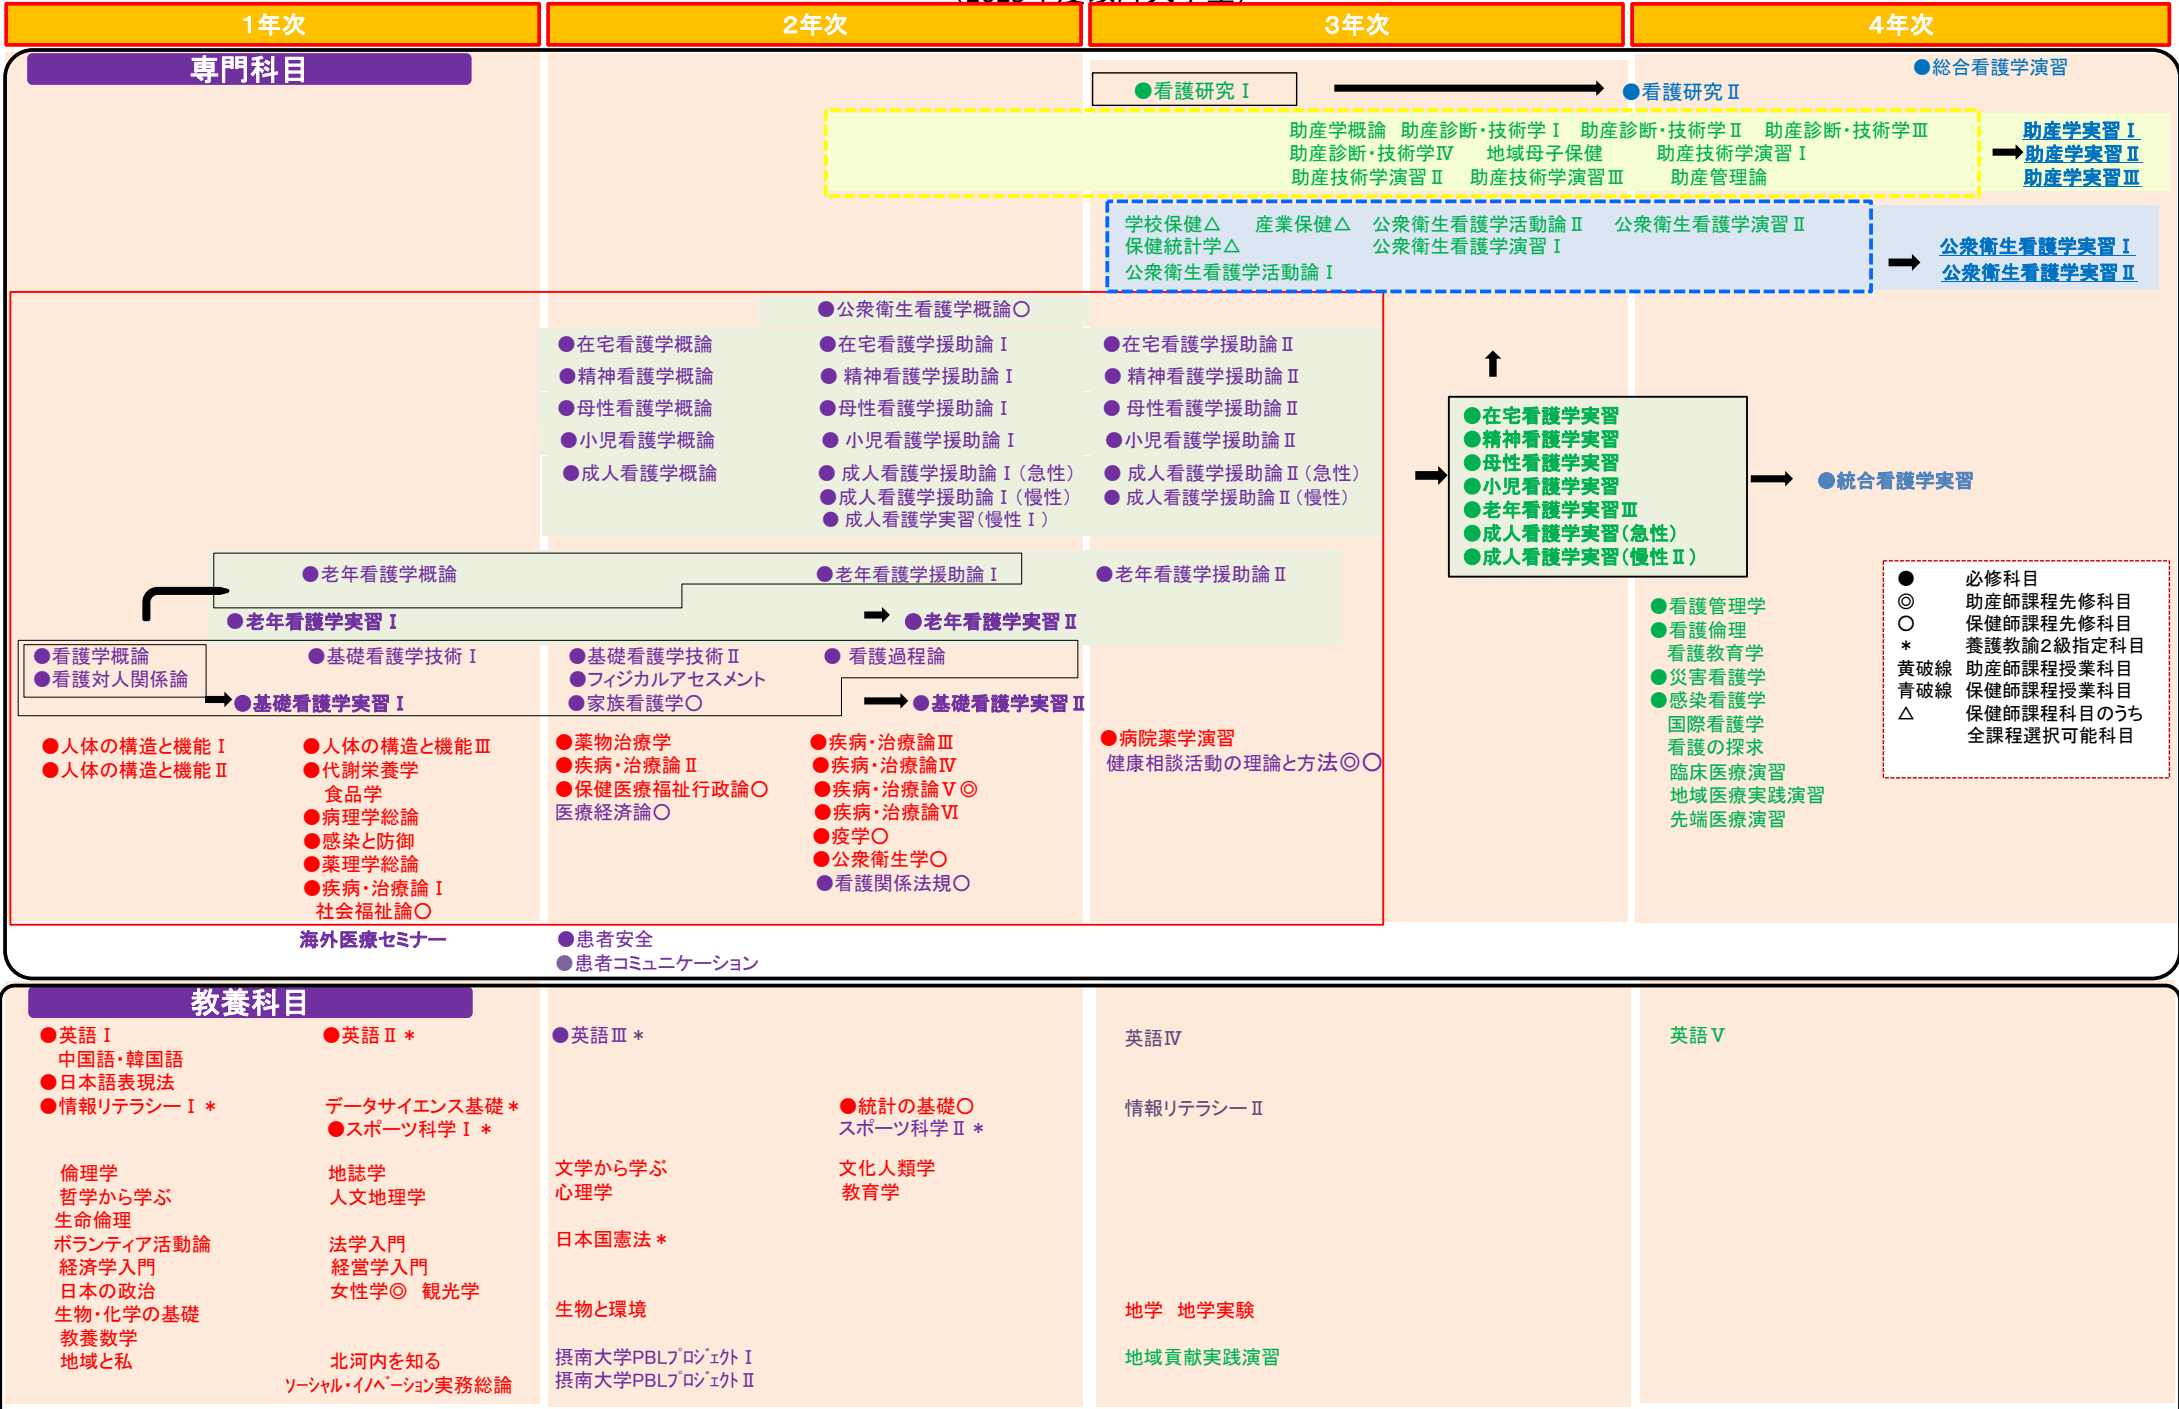 1年次
2年次
3年次
4年次
専門科目
●総合看護学演習
●看護研究Ⅰ
●看護研究Ⅱ
助産学概論 助産診断・技術学Ⅰ 助産診断・技術学Ⅱ 助産診断・技術学Ⅲ
助産診断・技術学Ⅳ 地域母子保健 助産技術学演習Ⅰ
助産技術学演習Ⅱ 助産技術学演習Ⅲ 助産管理論
助産学実習Ⅰ
助産学実習Ⅱ
助産学実習Ⅲ
学校保健△ 産業保健△ 公衆衛生看護学活動論Ⅱ 公衆衛生看護学演習Ⅱ
保健統計学△ 公衆衛生看護学演習Ⅰ
公衆衛生看護学活動論Ⅰ
公衆衛生看護学実習Ⅰ
公衆衛生看護学実習Ⅱ
●公衆衛生看護学概論〇
●在宅看護学概論 ●在宅看護学援助論Ⅰ ●在宅看護学援助論Ⅱ
●精神看護学概論 ● 精神看護学援助論Ⅰ ● 精神看護学援助論Ⅱ
●母性看護学概論 ●母性看護学援助論Ⅰ ● 母性看護学援助論Ⅱ
●小児看護学概論 ● 小児看護学援助論Ⅰ ●小児看護学援助論Ⅱ
●成人看護学概論 ● 成人看護学援助論Ⅰ(急性) ● 成人看護学援助論Ⅱ(急性)
●成人看護学援助論Ⅰ(慢性) ● 成人看護学援助論Ⅱ(慢性)
● 成人看護学実習(慢性Ⅰ)
●在宅看護学実習
●精神看護学実習
●母性看護学実習
●小児看護学実習
●老年看護学実習Ⅲ
●成人看護学実習(急性)
●成人看護学実習(慢性Ⅱ)
●統合看護学実習
●老年看護学概論 ●老年看護学援助論Ⅰ ●老年看護学援助論Ⅱ
●老年看護学実習Ⅰ ●老年看護学実習Ⅱ
●看護学概論 ●基礎看護学技術Ⅰ ●基礎看護学技術Ⅱ ● 看護過程論
●看護対人関係論 ●フィジカルアセスメント
●基礎看護学実習Ⅰ ●家族看護学〇 ●基礎看護学実習Ⅱ
●看護管理学
●看護倫理
看護教育学
●災害看護学
●感染看護学
国際看護学
看護の探求
臨床医療演習
地域医療実践演習
先端医療演習
● 必修科目
◎ 助産師課程先修科目
〇 保健師課程先修科目
* 養護教諭2級指定科目
黄破線 助産師課程授業科目
青破線 保健師課程授業科目
△ 保健師課程科目のうち
全課程選択可能科目
●人体の構造と機能Ⅰ
●人体の構造と機能Ⅱ
●人体の構造と機能Ⅲ
●代謝栄養学
食品学
●病理学総論
●感染と防御
●薬理学総論
●疾病・治療論Ⅰ
社会福祉論〇
●薬物治療学
●疾病・治療論Ⅱ
●保健医療福祉行政論〇
医療経済論〇
●疾病・治療論Ⅲ
●疾病・治療論Ⅳ
●疾病・治療論Ⅴ◎
●疾病・治療論Ⅵ
●疫学〇
●公衆衛生学〇
●看護関係法規〇
●病院薬学演習
健康相談活動の理論と方法◎〇
海外医療セミナー ●患者安全
●患者コミュニケーション
教養科目
●英語Ⅰ ●英語Ⅱ* ●英語Ⅲ* 英語Ⅳ 英語Ⅴ
中国語・韓国語
●日本語表現法
●情報リテラシーⅠ* データサイエンス基礎* ●統計の基礎〇 情報リテラシーⅡ
●スポーツ科学Ⅰ* スポーツ科学Ⅱ*
倫理学 地誌学 文学から学ぶ 文化人類学
哲学から学ぶ 人文地理学 心理学 教育学
生命倫理
ボランティア活動論 法学入門 日本国憲法*
経済学入門 経営学入門
日本の政治 女性学◎ 観光学
生物・化学の基礎 生物と環境 地学 地学実験
教養数学
地域と私 北河内を知る 摂南大学PBLプロジェクトⅠ 地域貢献実践演習
ソーシャル・イノベーション実務総論 摂南大学PBLプロジェクトⅡ